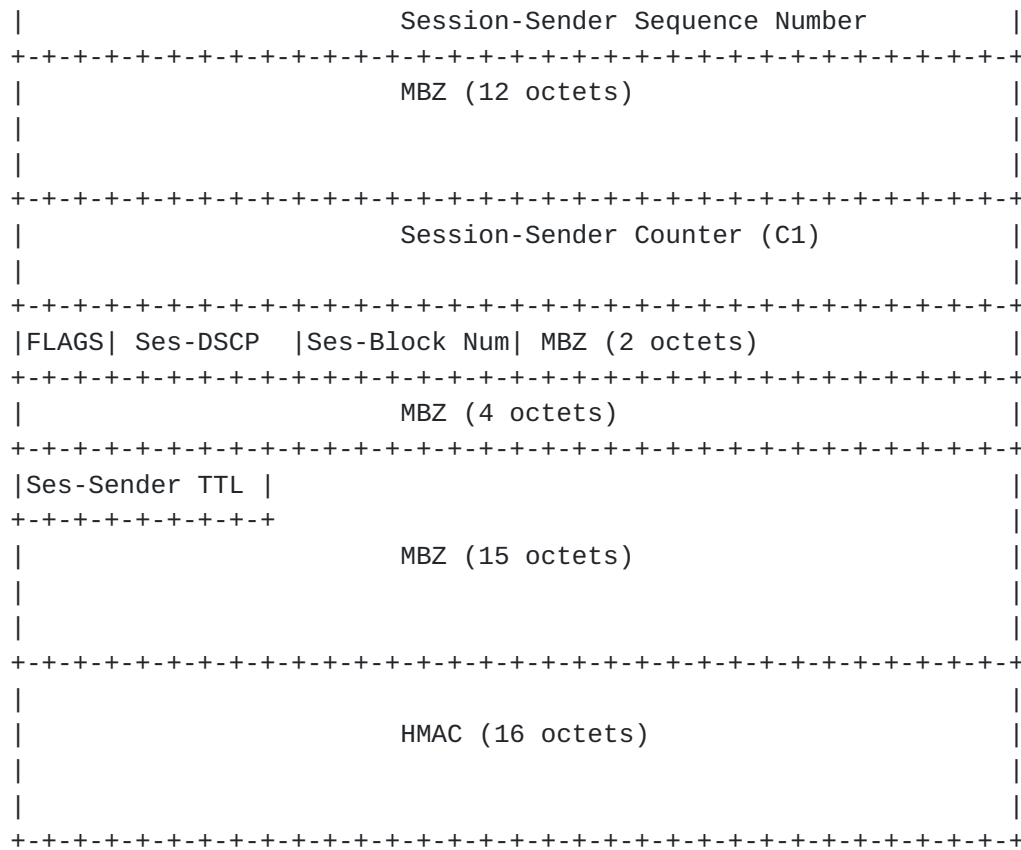 |                        Session-Sender Sequence Number         |
+-+-+-+-+-+-+-+-+-+-+-+-+-+-+-+-+-+-+-+-+-+-+-+-+-+-+-+-+-+-+-+-+
|                        MBZ (12 octets)                        |
|                                                               |
|                                                               |
+-+-+-+-+-+-+-+-+-+-+-+-+-+-+-+-+-+-+-+-+-+-+-+-+-+-+-+-+-+-+-+-+
|                        Session-Sender Counter (C1)            |
|                                                               |
+-+-+-+-+-+-+-+-+-+-+-+-+-+-+-+-+-+-+-+-+-+-+-+-+-+-+-+-+-+-+-+-+
|FLAGS| Ses-DSCP  |Ses-Block Num| MBZ (2 octets)                |
+-+-+-+-+-+-+-+-+-+-+-+-+-+-+-+-+-+-+-+-+-+-+-+-+-+-+-+-+-+-+-+-+
|                        MBZ (4 octets)                         |
+-+-+-+-+-+-+-+-+-+-+-+-+-+-+-+-+-+-+-+-+-+-+-+-+-+-+-+-+-+-+-+-+
|Ses-Sender TTL |                                               |
+-+-+-+-+-+-+-+-+                                               |
|                        MBZ (15 octets)                        |
|                                                               |
|                                                               |
+-+-+-+-+-+-+-+-+-+-+-+-+-+-+-+-+-+-+-+-+-+-+-+-+-+-+-+-+-+-+-+-+
|                                                               |
|                        HMAC (16 octets)                       |
|                                                               |
|                                                               |
+-+-+-+-+-+-+-+-+-+-+-+-+-+-+-+-+-+-+-+-+-+-+-+-+-+-+-+-+-+-+-+-+